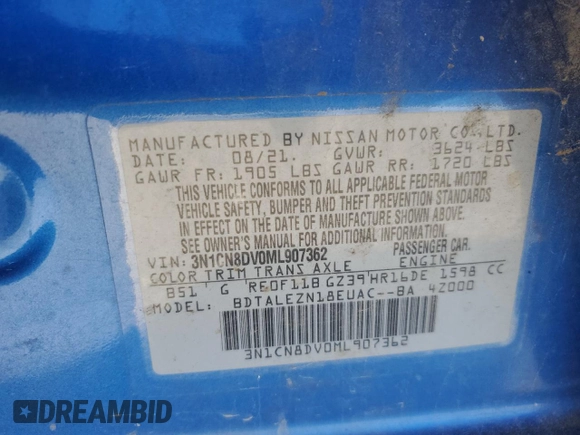 MANUFACTURED BY NISSAN MOTOR CO.,LTD.
DATE: 08/21. GVWR: 3624 LBS
GAWR FR: 1905 LBS GAWR RR: 1720 LBS
THIS VEHICLE CONFORMS TO ALL APPLICABLE FEDERAL MOTOR
VEHICLE SAFETY, BUMPER AND THEFT PREVENTION STANDARDS
IN EFFECT ON THE DATE OF MANUFACTURE SHOWN ABOVE.
SEE OWNER'S MANUAL FOR ADDITIONAL INFORMATION.
VIN: 3N1CN8DV0ML907362 PASSENGER CAR.
COLOR TRIM TRANS AXLE ENGINE
B51 ' G ' RE0F11B GZ39'HR16DE 1598 CC
MODEL: BDTALEZN18EUAC--BA 4Z000
3N1CN8DV0ML907362
DREAMBID